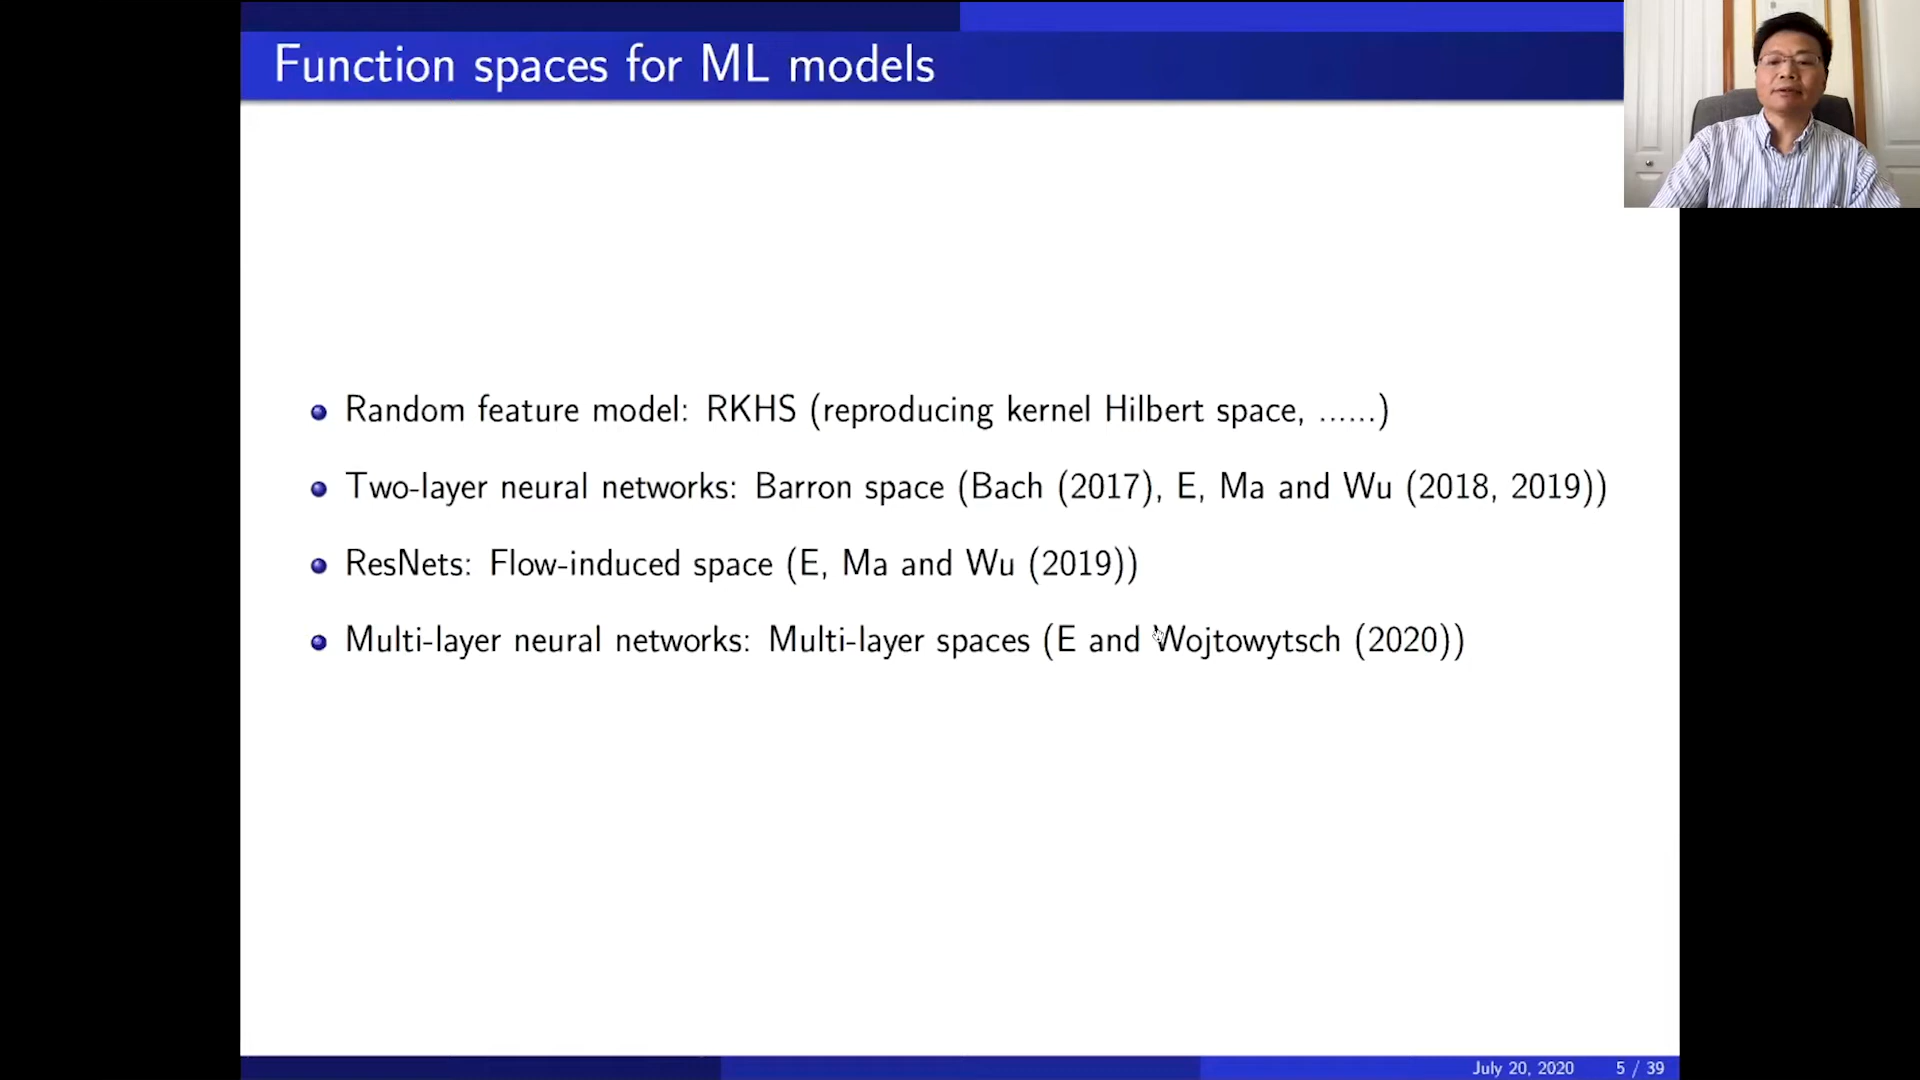 Function spaces for ML models
Random feature model: RKHS (reproducing kernel Hilbert space, ......)
Two-layer neural networks: Barron space (Bach (2017), E, Ma and Wu (2018, 2019))
ResNets: Flow-induced space (E, Ma and Wu (2019))
Multi-layer neural networks: Multi-layer spaces (E and Wojtowytsch (2020))
July 20, 2020 5 / 39